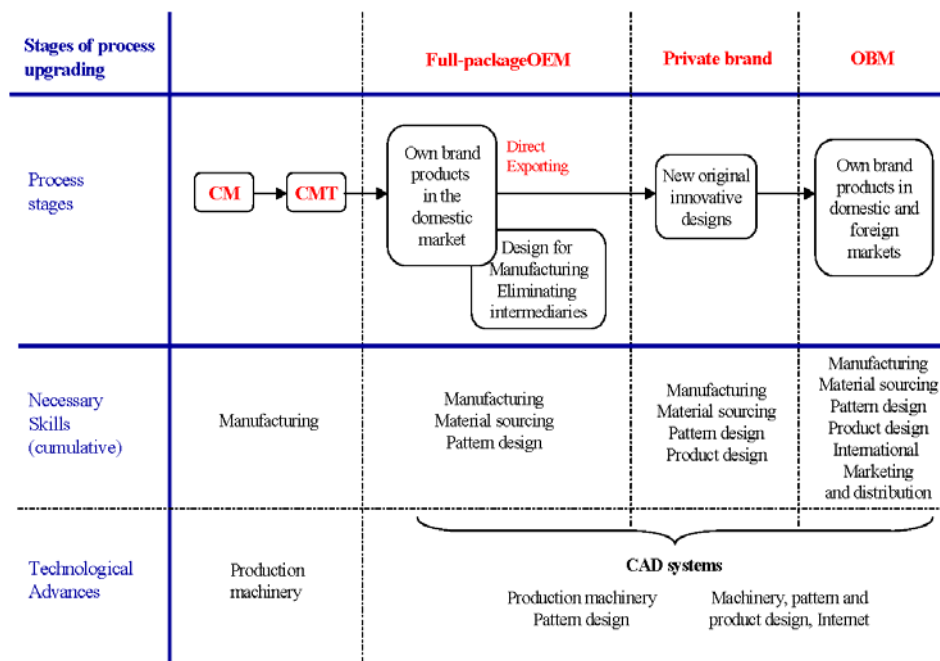 Stages of process
upgrading
Full-packageOEM
Private brand
OBM
Process
stages
CM
CMT
Own brand
products
in the
domestic
market
Direct
Exporting
Design for
Manufacturing
Eliminating
intermediaries
New original
innovative
designs
Own brand
products in
domestic and
foreign
markets
Necessary
Skills
(cumulative)
Manufacturing
Manufacturing
Material sourcing
Pattern design
Manufacturing
Material sourcing
Pattern design
Product design
Manufacturing
Material sourcing
Pattern design
Product design
International
Marketing
and distribution
Technological
Advances
Production
machinery
CAD systems
Production machinery
Pattern design
Machinery, pattern and
product design, Internet